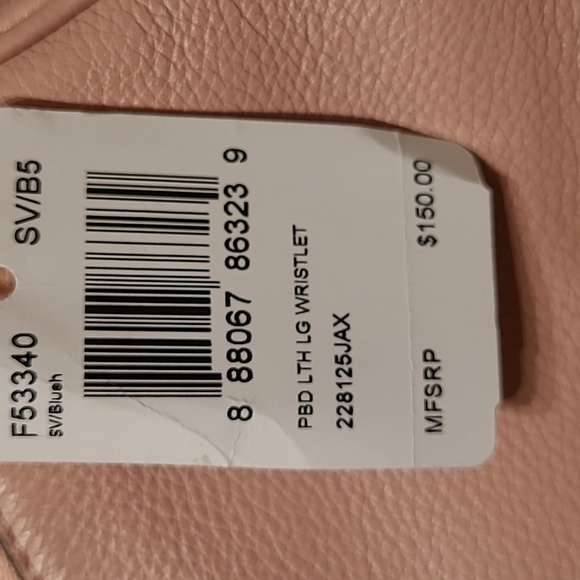 F53340 SV/B5
SV/Blush
8 88067 86323 9
PBD LTH LG WRISTLET
228125JAX
MFSRP $150.00